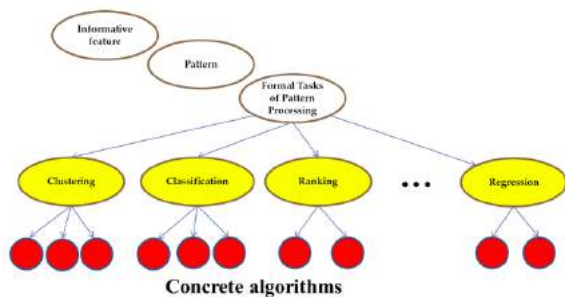 Informative
feature
Pattern
Formal Tasks
of Pattern
Processing
Clustering
Classification
Ranking
...
Regression
Concrete algorithms